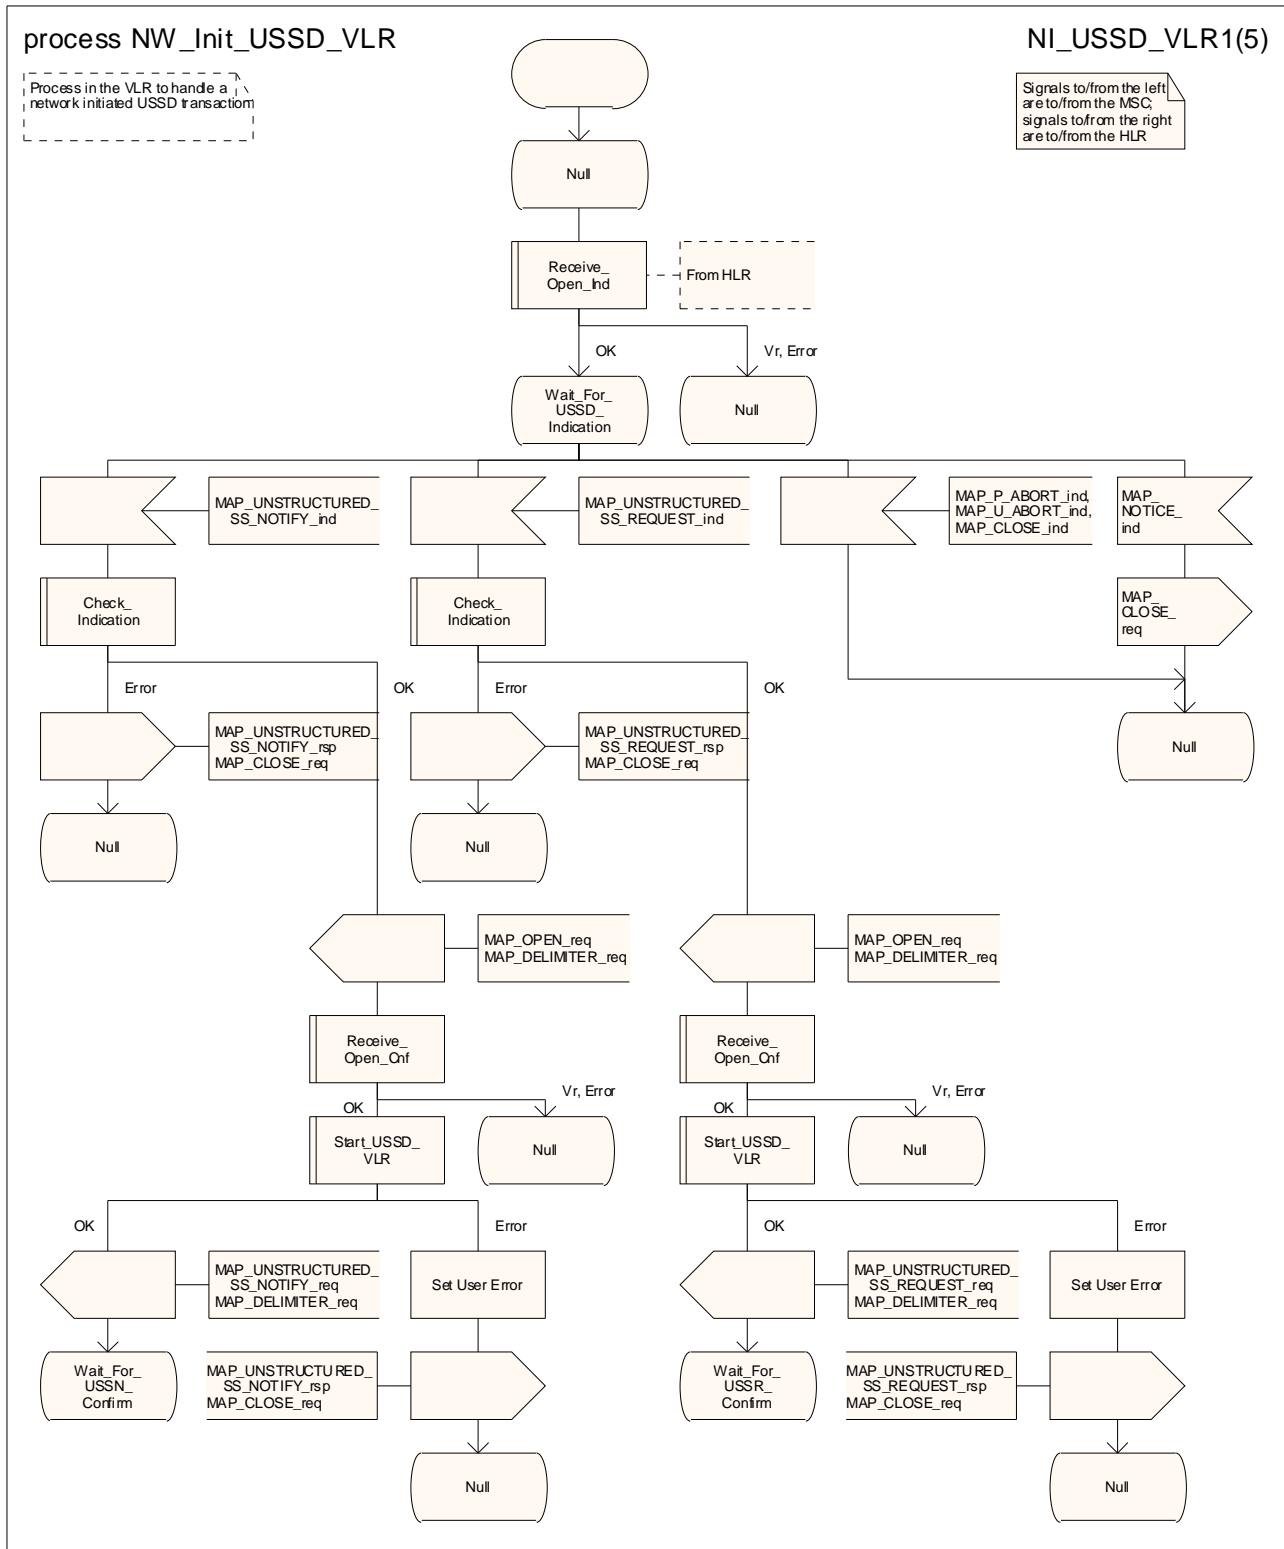 process NW_Init_USSD_VLR
NI_USSD_VLR1(5)
Process in the VLR to handle a
network initiated USSD transaction
Signals to/from the left
are to/from the MSC;
signals to/from the right
are to/from the HLR
Null
Receive_
Open_Ind
From HLR
OK
Vr, Error
Wait_For_
USSD_
Indication
Null
MAP_UNSTRUCTURED_
SS_NOTIFY_ind
MAP_UNSTRUCTURED_
SS_REQUEST_ind
MAP_P_ABORT_ind,
MAP_U_ABORT_ind,
MAP_CLOSE_ind
MAP_
NOTICE_
ind
Check_
Indication
Check_
Indication
MAP_
CLOSE_
req
Error
OK
Error
OK
MAP_UNSTRUCTURED_
SS_NOTIFY_rsp
MAP_CLOSE_req
MAP_UNSTRUCTURED_
SS_REQUEST_rsp
MAP_CLOSE_req
Null
Null
Null
MAP_OPEN_req
MAP_DELIMITER_req
MAP_OPEN_req
MAP_DELIMITER_req
Receive_
Open_Cnf
Receive_
Open_Cnf
OK
Vr, Error
OK
Vr, Error
Start_USSD_
VLR
Null
Start_USSD_
VLR
Null
OK
Error
OK
Error
MAP_UNSTRUCTURED_
SS_NOTIFY_req
MAP_DELIMITER_req
Set User Error
MAP_UNSTRUCTURED_
SS_REQUEST_req
MAP_DELIMITER_req
Set User Error
Wait_For_
USSN_
Confirm
MAP_UNSTRUCTURED_
SS_NOTIFY_rsp
MAP_CLOSE_req
Wait_For_
USSR_
Confirm
MAP_UNSTRUCTURED_
SS_REQUEST_rsp
MAP_CLOSE_req
Null
Null